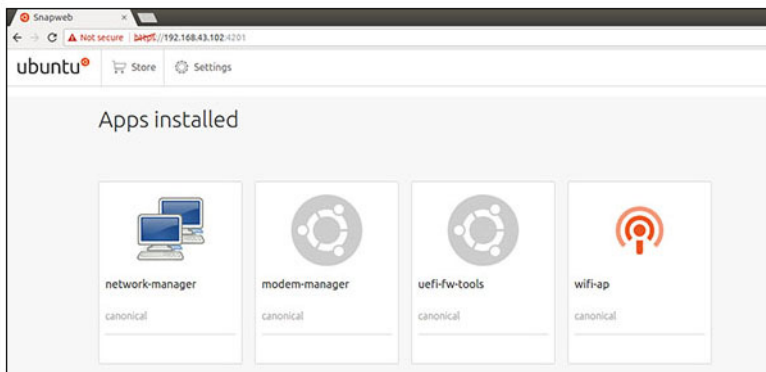 Snapweb
Not secure | https://192.168.43.102:4201
ubuntu Store Settings
Apps installed
network-manager modem-manager uefi-fw-tools wifi-ap
canonical canonical canonical canonical